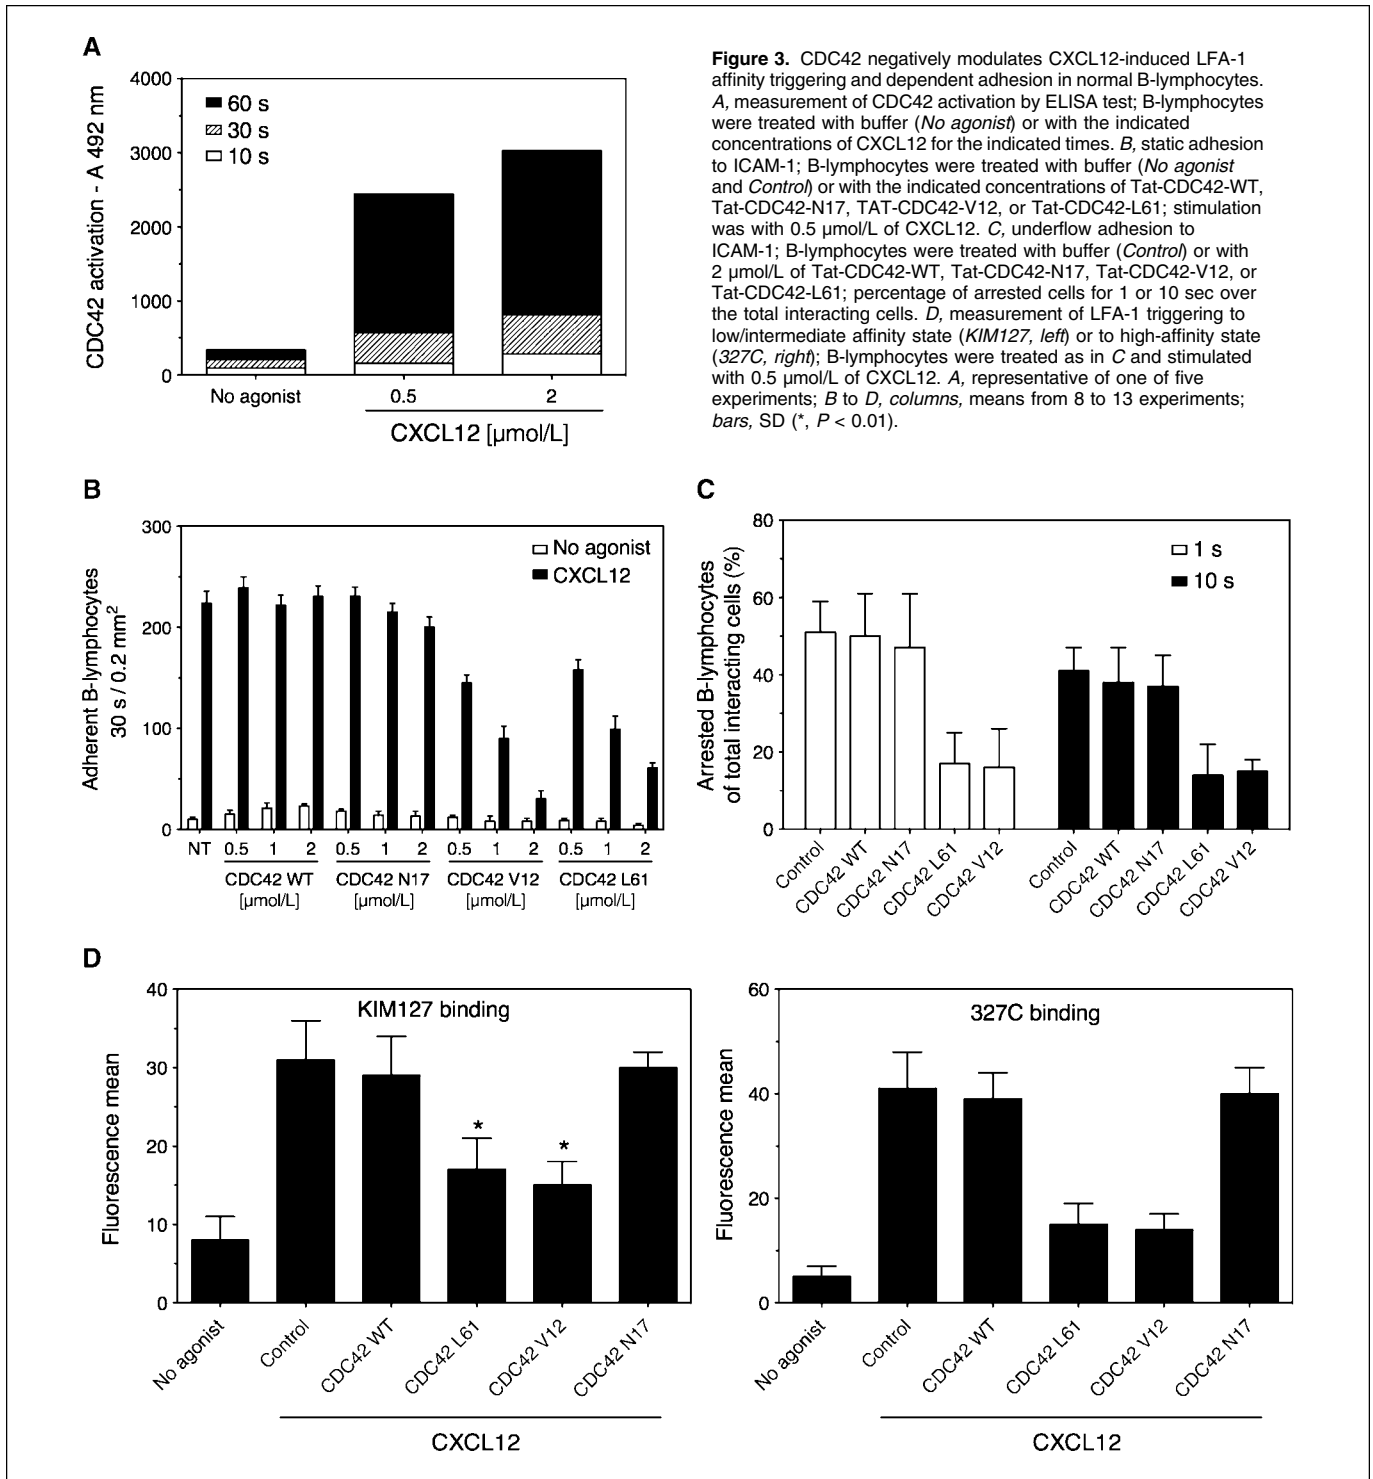 A
4000
3000
2000
1000
0
CDC42 activation - A 492 nm
60 s
30 s
10 s
No agonist
0.5
2
CXCL12 [µmol/L]
Figure 3. CDC42 negatively modulates CXCL12-induced LFA-1
affinity triggering and dependent adhesion in normal B-lymphocytes.
A, measurement of CDC42 activation by ELISA test; B-lymphocytes
were treated with buffer (No agonist) or with the indicated
concentrations of CXCL12 for the indicated times. B, static adhesion
to ICAM-1; B-lymphocytes were treated with buffer (No agonist
and Control) or with the indicated concentrations of Tat-CDC42-WT,
Tat-CDC42-N17, TAT-CDC42-V12, or Tat-CDC42-L61; stimulation
was with 0.5 µmol/L of CXCL12. C, underflow adhesion to
ICAM-1; B-lymphocytes were treated with buffer (Control) or with
2 µmol/L of Tat-CDC42-WT, Tat-CDC42-N17, Tat-CDC42-V12, or
Tat-CDC42-L61; percentage of arrested cells for 1 or 10 sec over
the total interacting cells. D, measurement of LFA-1 triggering to
low/intermediate affinity state (KIM127, left) or to high-affinity state
(327C, right); B-lymphocytes were treated as in C and stimulated
with 0.5 µmol/L of CXCL12. A, representative of one of five
experiments; B to D, columns, means from 8 to 13 experiments;
bars, SD (*, P < 0.01).
B
300
200
100
0
Adherent B-lymphocytes
30 s / 0.2 mm²
No agonist
CXCL12
NT 0.5 1 2 0.5 1 2 0.5 1 2 0.5 1 2
CDC42 WT CDC42 N17 CDC42 V12 CDC42 L61
[µmol/L] [µmol/L] [µmol/L] [µmol/L]
C
80
60
40
20
0
Arrested B-lymphocytes
of total interacting cells (%)
1 s
10 s
Control
CDC42 WT
CDC42 N17
CDC42 L61
CDC42 V12
Control
CDC42 WT
CDC42 N17
CDC42 L61
CDC42 V12
D
40
30
20
10
0
Fluorescence mean
KIM127 binding
*
*
No agonist
Control
CDC42 WT
CDC42 L61
CDC42 V12
CDC42 N17
CXCL12
60
40
20
0
Fluorescence mean
327C binding
No agonist
Control
CDC42 WT
CDC42 L61
CDC42 V12
CDC42 N17
CXCL12